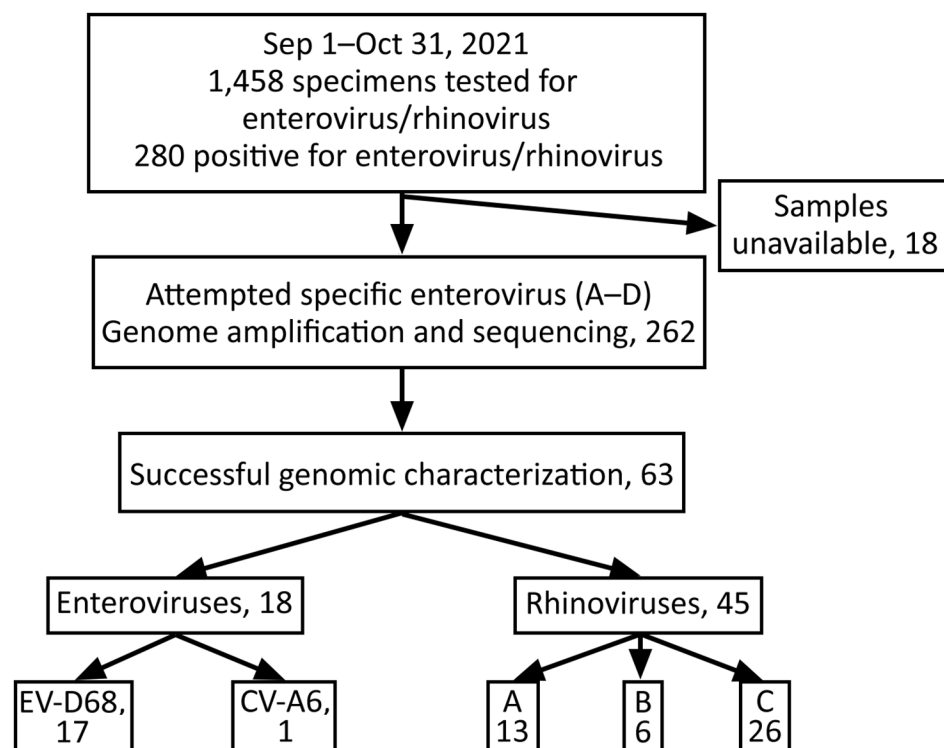 Sep 1–Oct 31, 2021
1,458 specimens tested for
enterovirus/rhinovirus
280 positive for enterovirus/rhinovirus
Samples
unavailable, 18
Attempted specific enterovirus (A–D)
Genome amplification and sequencing, 262
Successful genomic characterization, 63
Enteroviruses, 18
Rhinoviruses, 45
EV-D68,
17
CV-A6,
1
A
13
B
6
C
26